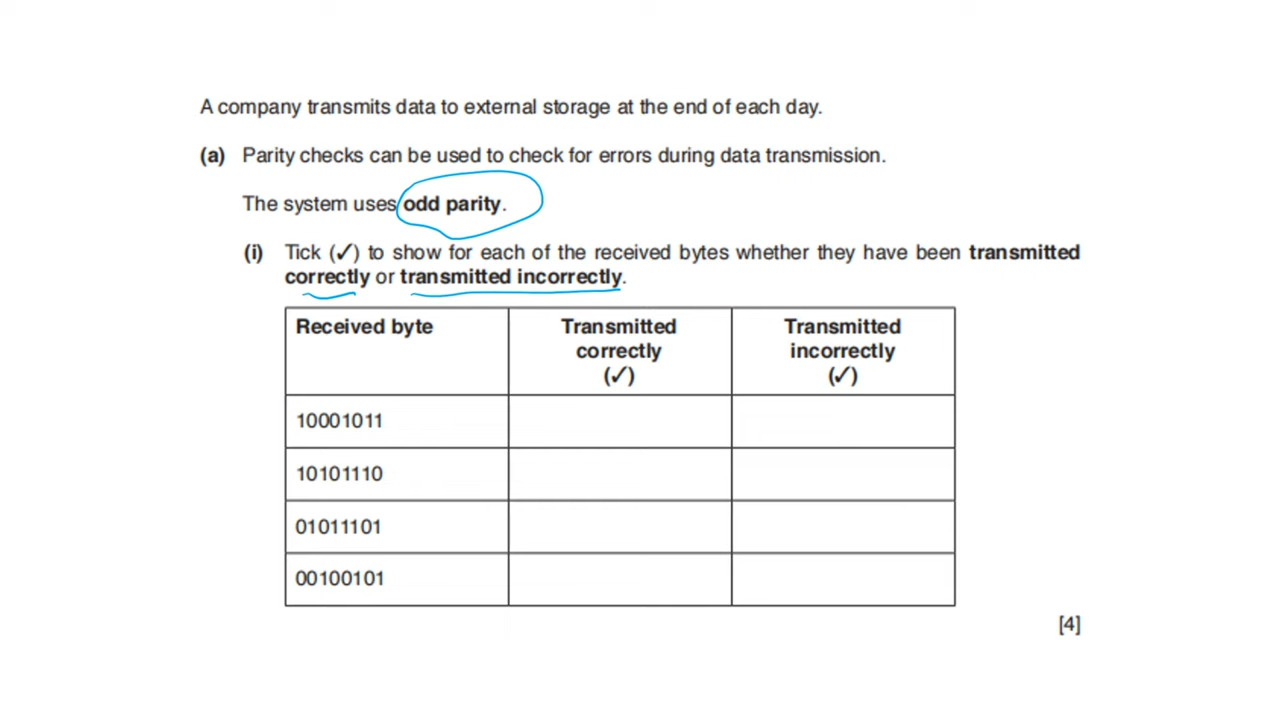 A company transmits data to external storage at the end of each day.
(a) Parity checks can be used to check for errors during data transmission.
The system uses odd parity.
(i) Tick (✓) to show for each of the received bytes whether they have been transmitted
correctly or transmitted incorrectly.
Received byte
Transmitted
correctly
(✓)
Transmitted
incorrectly
(✓)
10001011
10101110
01011101
00100101
[4]